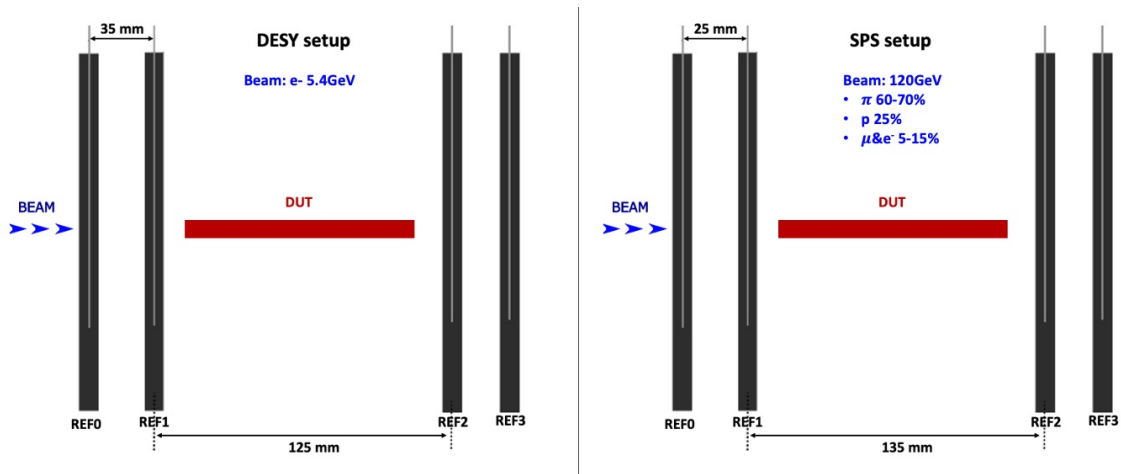 35 mm
DESY setup
Beam: e- 5.4GeV
BEAM
DUT
REF0
REF1
REF2
REF3
125 mm
25 mm
SPS setup
Beam: 120GeV
• π 60-70%
• p 25%
• μ&e- 5-15%
BEAM
DUT
REF0
REF1
REF2
REF3
135 mm